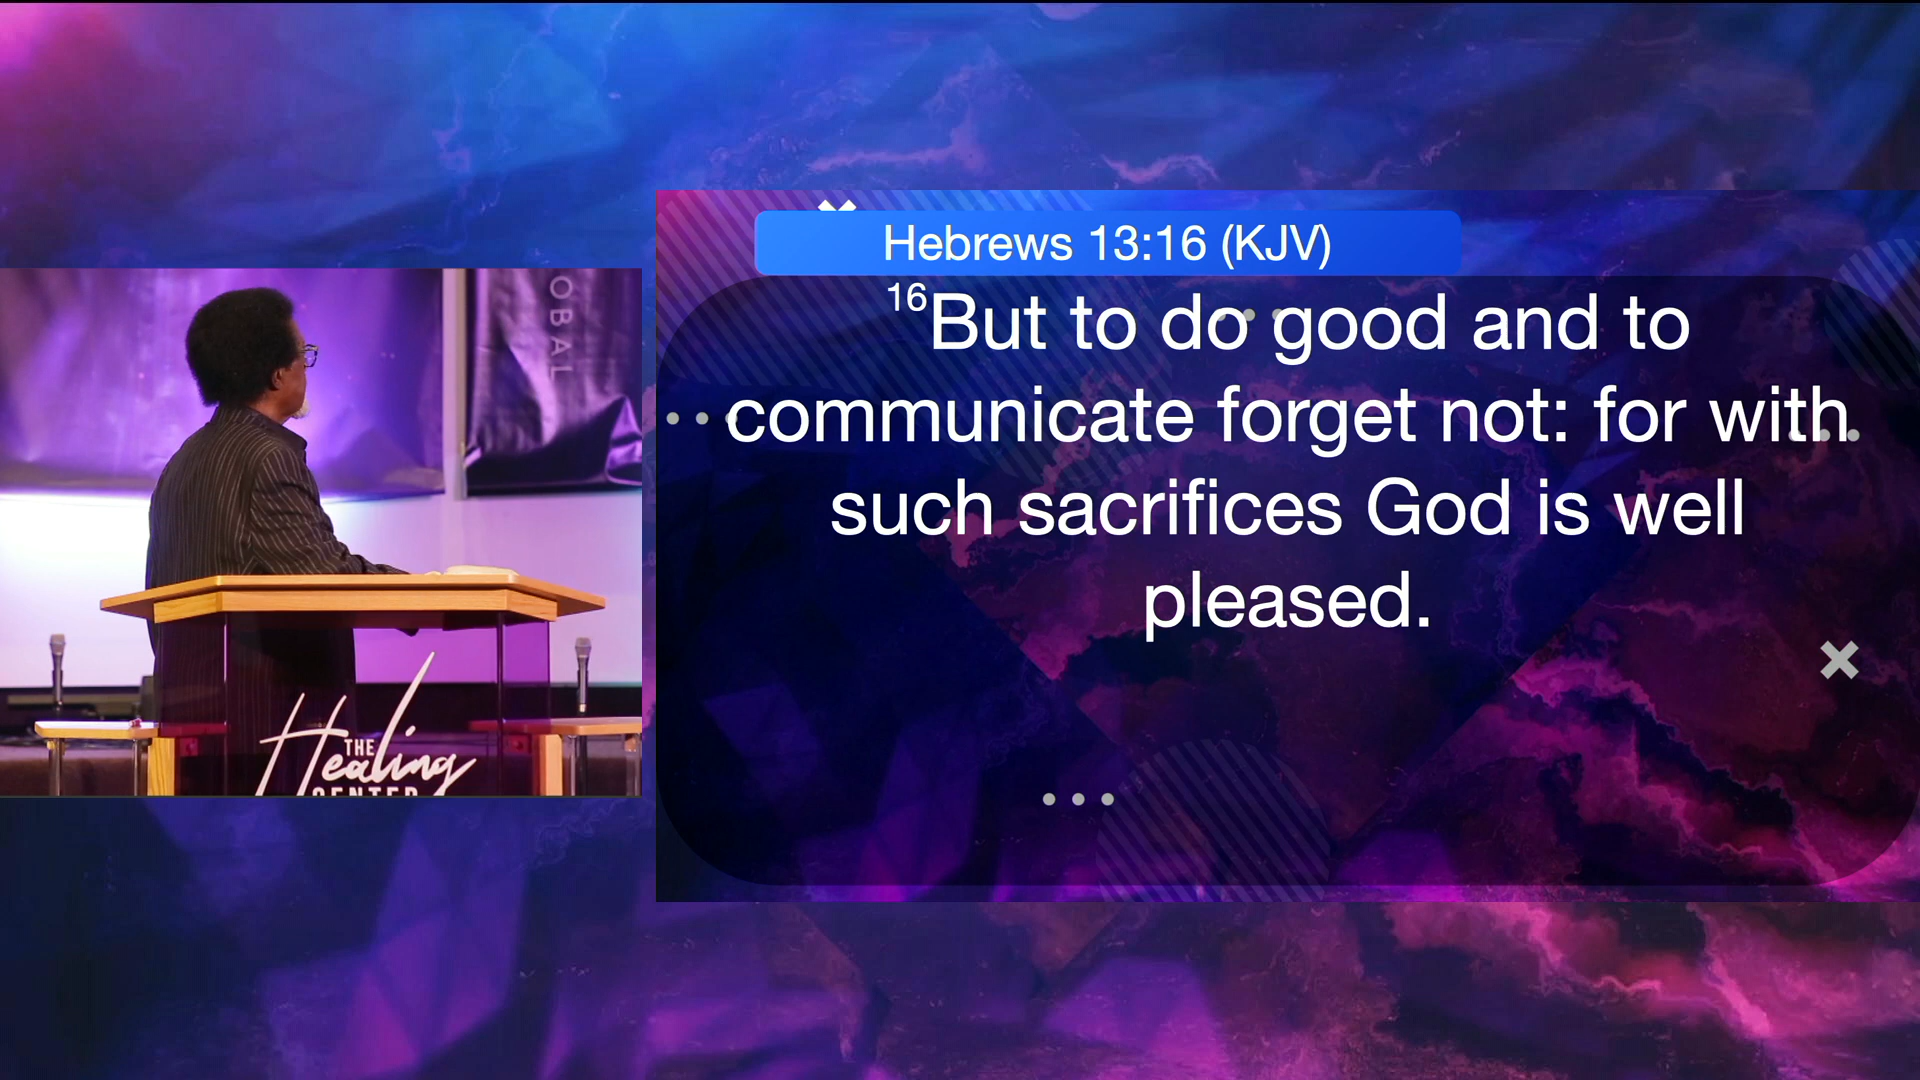 Hebrews 13:16 (KJV)
16But to do good and to
communicate forget not: for with
such sacrifices God is well
pleased.
OBAL
THE
Healing
CENTER